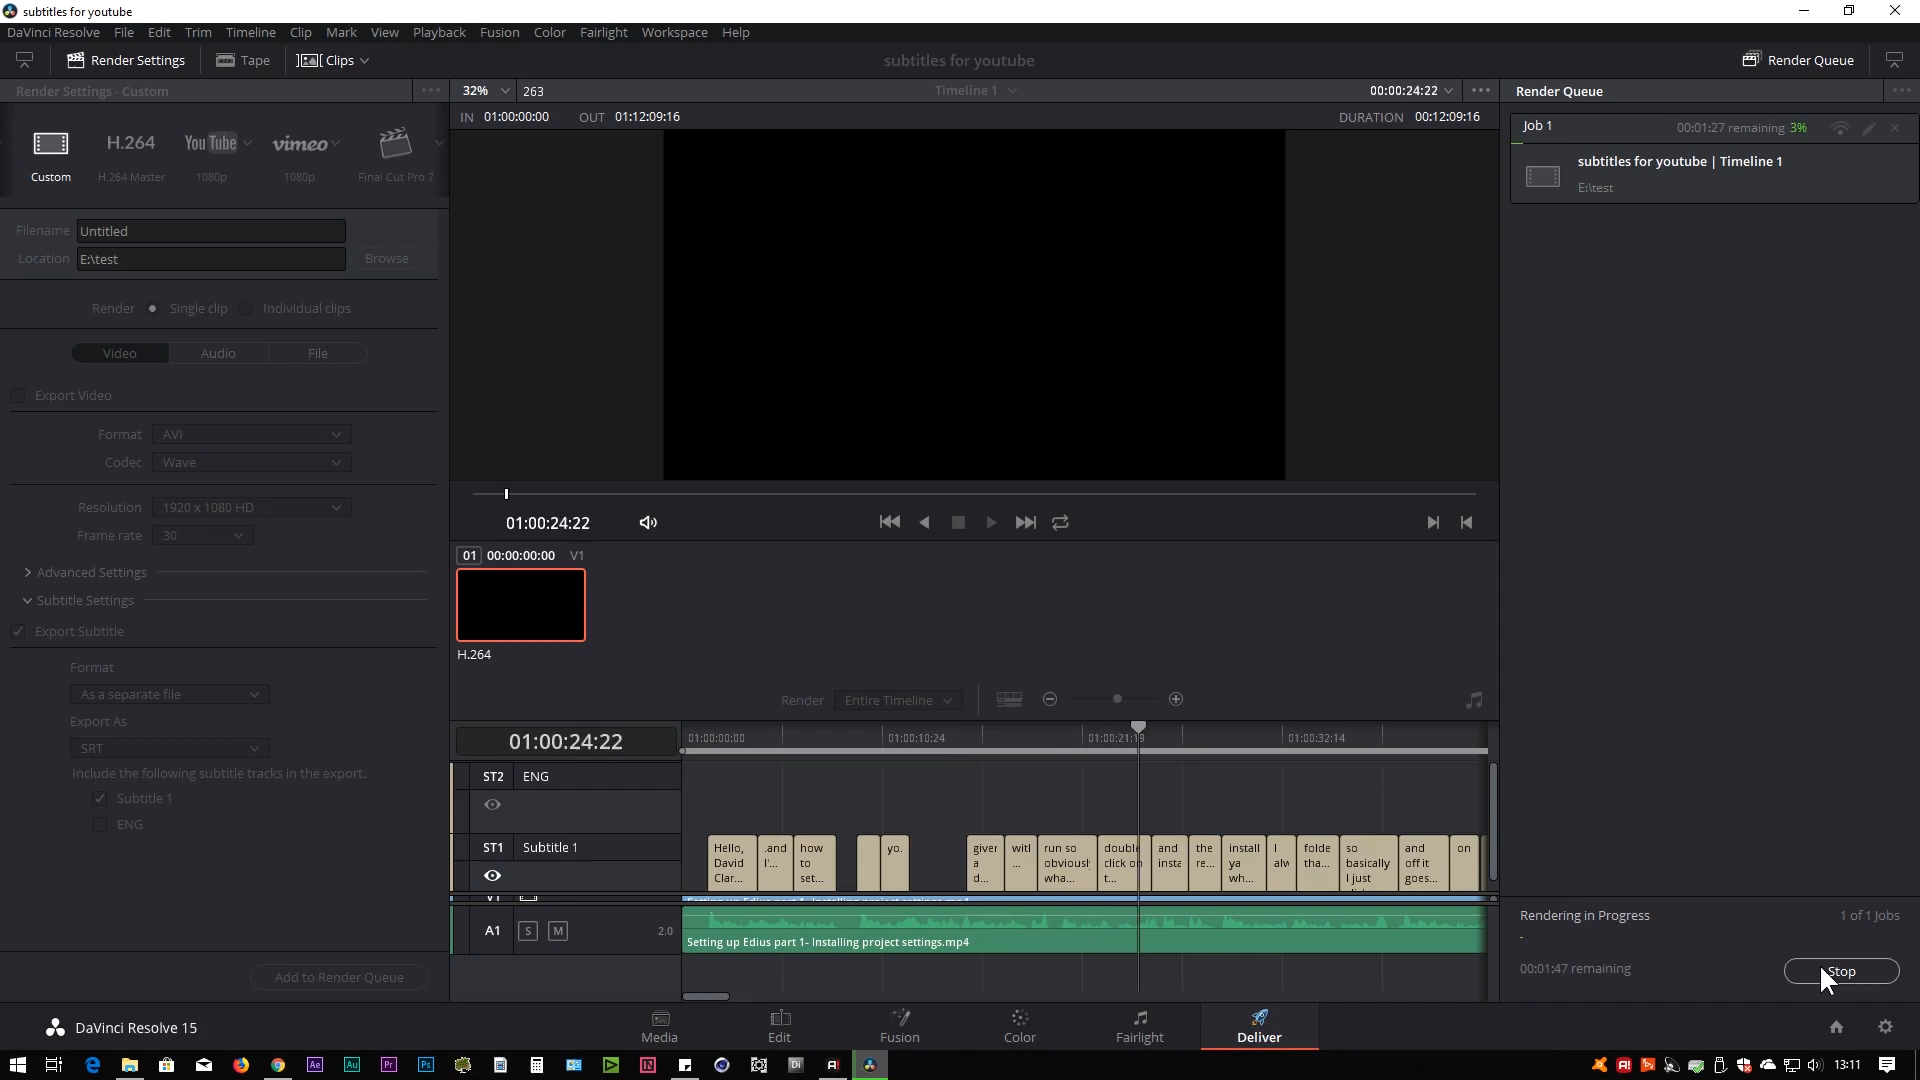 subtitles for youtube
DaVinci Resolve File Edit Trim Timeline Clip Mark View Playback Fusion Color Fairlight Workspace Help
Render Settings Tape Clips subtitles for youtube Render Queue
Render Settings - Custom ••• 32% 263 Timeline 1 00:00:24:22 ••• Render Queue •••
IN 01:00:00:00 OUT 01:12:09:16 DURATION 00:12:09:16
Job 1 00:01:27 remaining 3%
H.264 YouTube vimeo
Custom H.264 Master 1080p 1080p Final Cut Pro 7
subtitles for youtube | Timeline 1
E:\test
Filename Untitled
Location E:\test Browse
Render Single clip Individual clips
Video Audio File
Export Video
Format AVI
Codec Wave
Resolution 1920 x 1080 HD
Frame rate 30
01:00:24:22
Advanced Settings
Subtitle Settings
Export Subtitle
Format
As a separate file
Export As
SRT
Include the following subtitle tracks in the export.
Subtitle 1
ENG
Add to Render Queue
01 00:00:00:00 V1
H.264
Render Entire Timeline
01:00:24:22 01:00:00:00 01:00:10:24 01:00:21:19 01:00:32:14
ST2 ENG
ST1 Subtitle 1
Hello, David Clar...
.and I'...
how to set...
yo.
given a d...
with ...
run so obviously wha...
double click on t...
and insta
the re...
install ya wh...
I alw
folde tha...
so basically I just
and off it goes...
on
V1
A1 S M 2.0
Setting up Edius part 1- Installing project settings.mp4
Rendering in Progress 1 of 1 Jobs
-
00:01:47 remaining Stop
DaVinci Resolve 15 Media Edit Fusion Color Fairlight Deliver
Ae Au Pr Ps Di A! A!
13:11